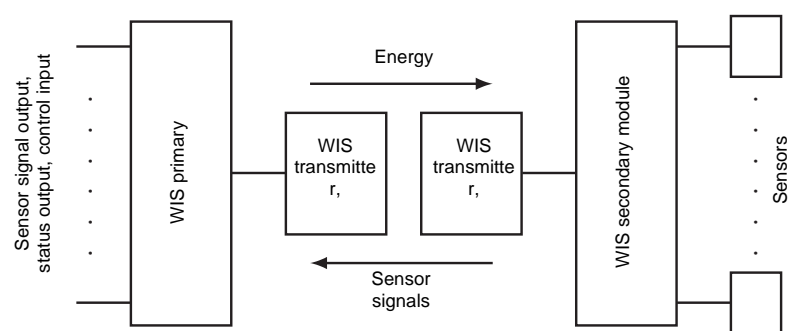 Sensor signal output,
status output, control input
WIS primary
Energy
WIS
transmitte
r,
WIS
transmitte
r,
Sensor
signals
WIS secondary module
Sensors